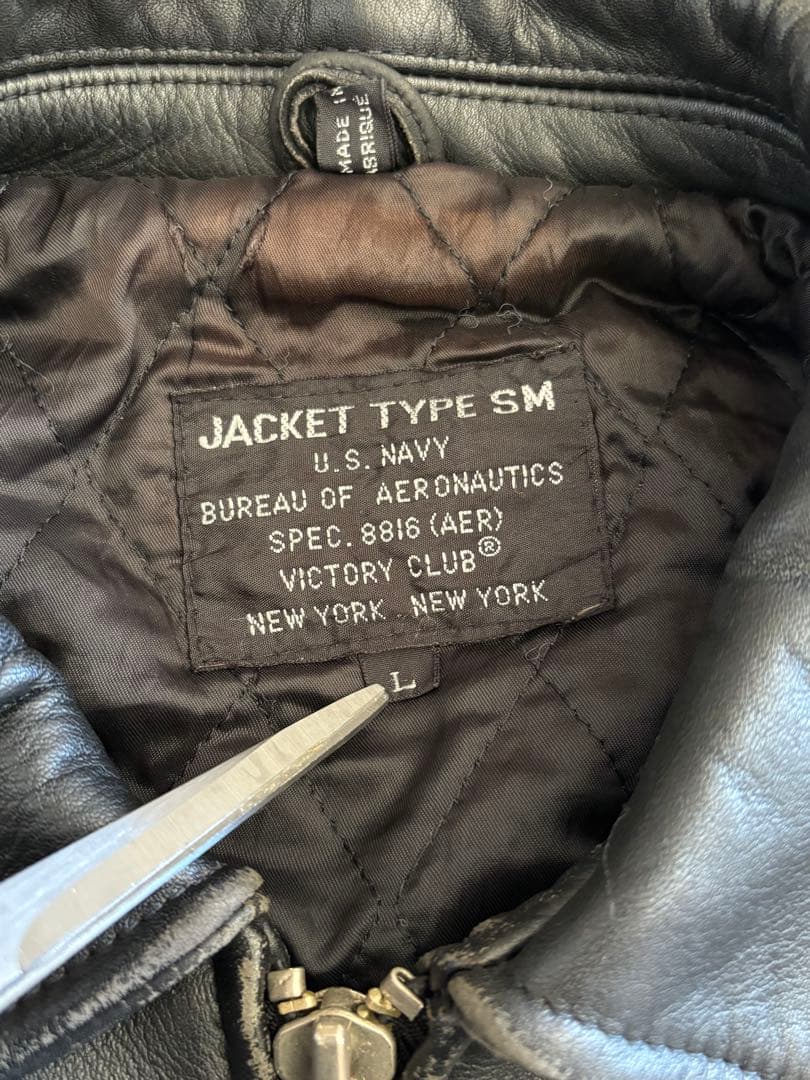 MADE IN
JACKET TYPE SM
U.S. NAVY
BUREAU OF AERONAUTICS
SPEC. 8816 (AER)
VICTORY CLUB®
NEW YORK . NEW YORK
L